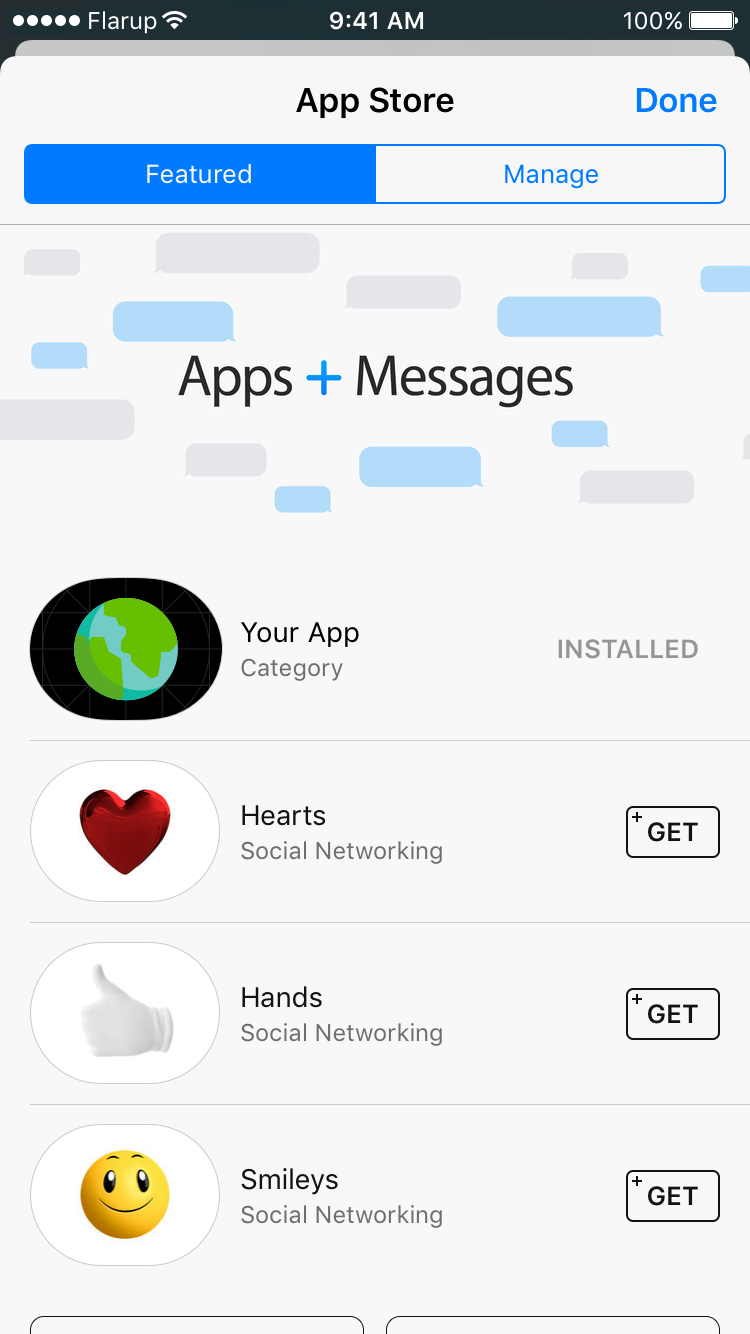 Flarup 9:41 AM 100%
App Store Done
Featured Manage
Apps + Messages
Your App
Category
INSTALLED
Hearts
Social Networking
+ GET
Hands
Social Networking
+ GET
Smileys
Social Networking
+ GET